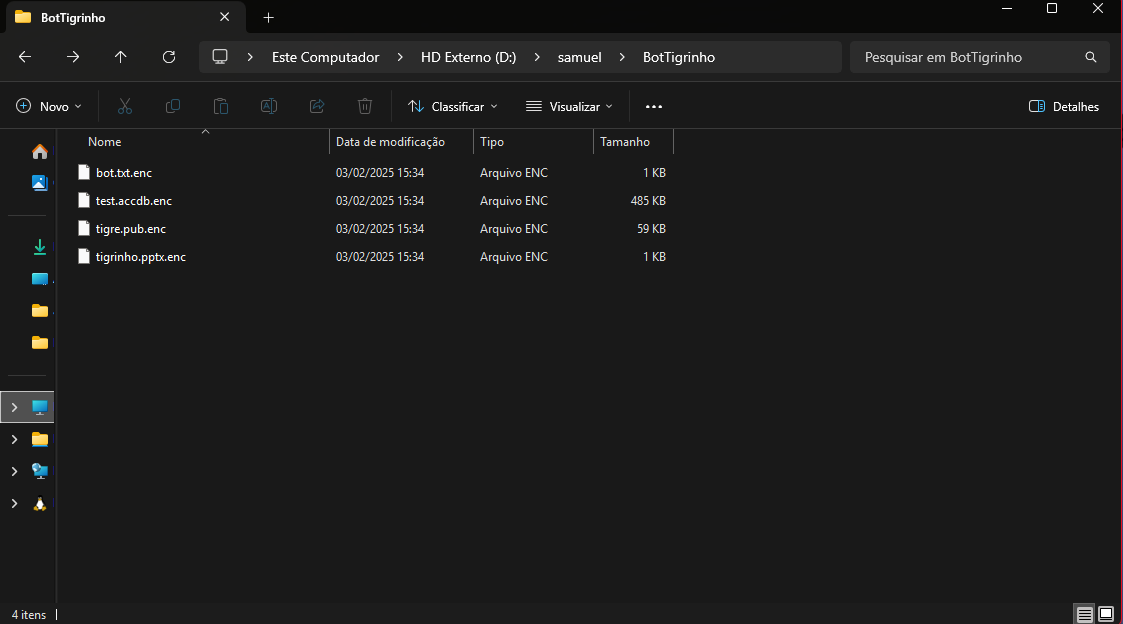 BotTigrinho
Este Computador
HD Externo (D:)
samuel
BotTigrinho
Pesquisar em BotTigrinho
Novo
Classificar
Visualizar
Detalhes
Nome Data de modificação Tipo Tamanho
bot.txt.enc 03/02/2025 15:34 Arquivo ENC 1 KB
test.accdb.enc 03/02/2025 15:34 Arquivo ENC 485 KB
tigre.pub.enc 03/02/2025 15:34 Arquivo ENC 59 KB
tigrinho.pptx.enc 03/02/2025 15:34 Arquivo ENC 1 KB
4 itens